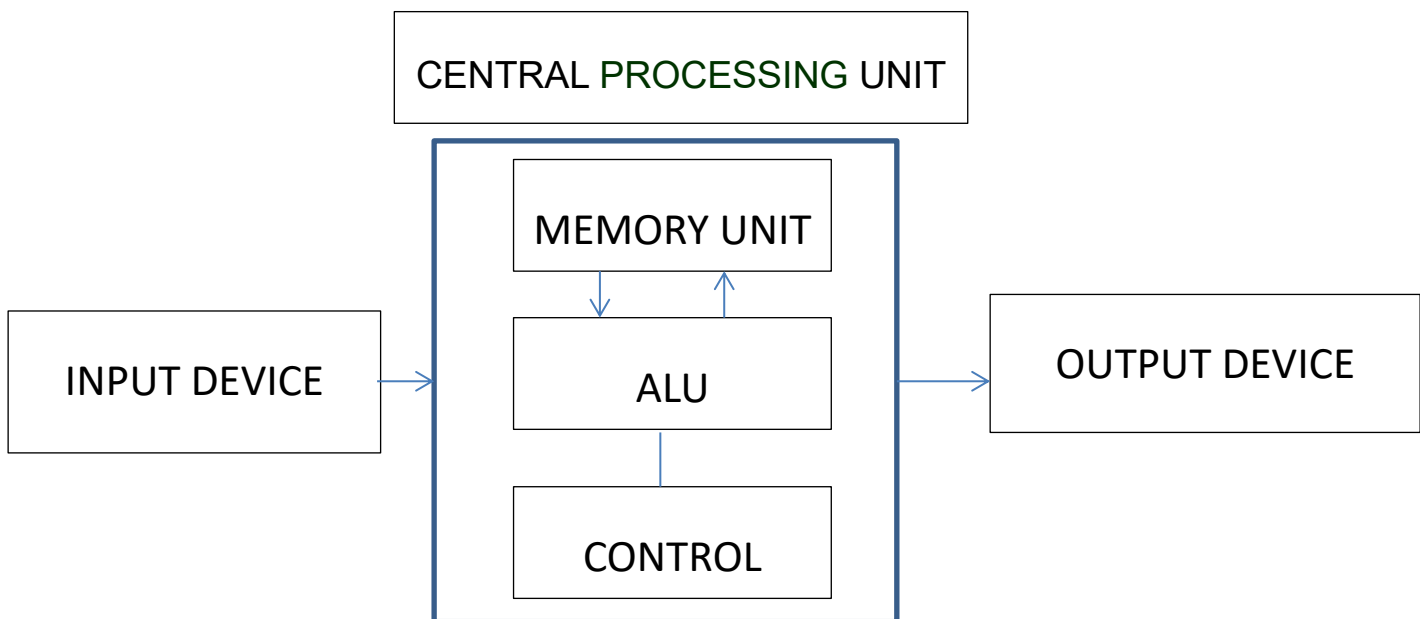 CENTRAL PROCESSING UNIT
MEMORY UNIT
INPUT DEVICE
ALU
OUTPUT DEVICE
CONTROL